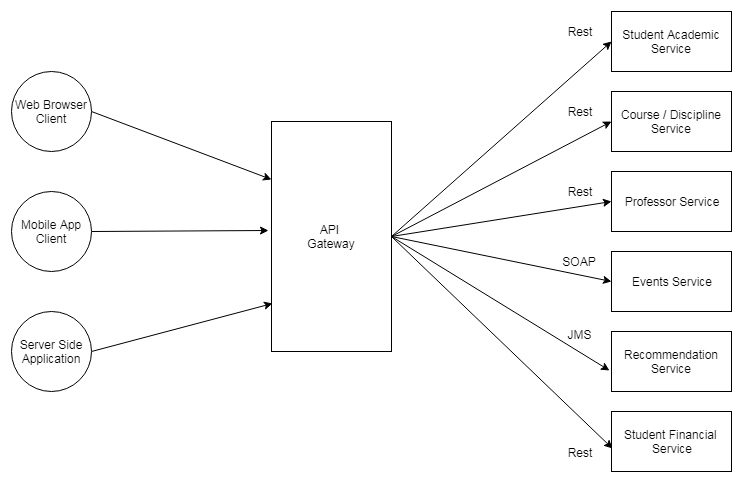 Web Browser
Client
Mobile App
Client
Server Side
Application
API
Gateway
Rest
Student Academic
Service
Rest
Course / Discipline
Service
Rest
Professor Service
SOAP
Events Service
JMS
Recommendation
Service
Rest
Student Financial
Service